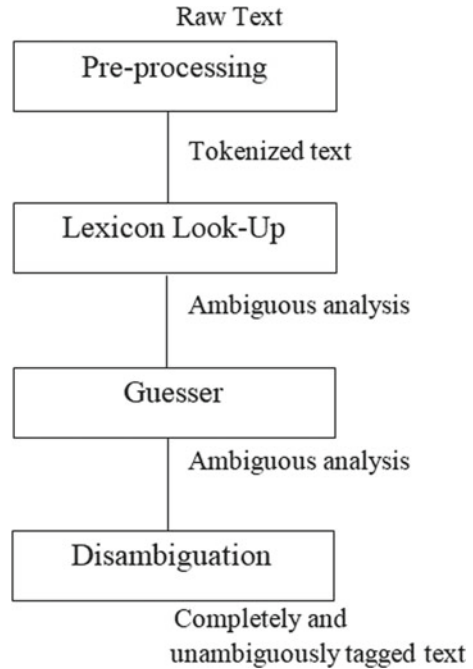 Raw Text
Pre-processing
Tokenized text
Lexicon Look-Up
Ambiguous analysis
Guesser
Ambiguous analysis
Disambiguation
Completely and
unambiguously tagged text